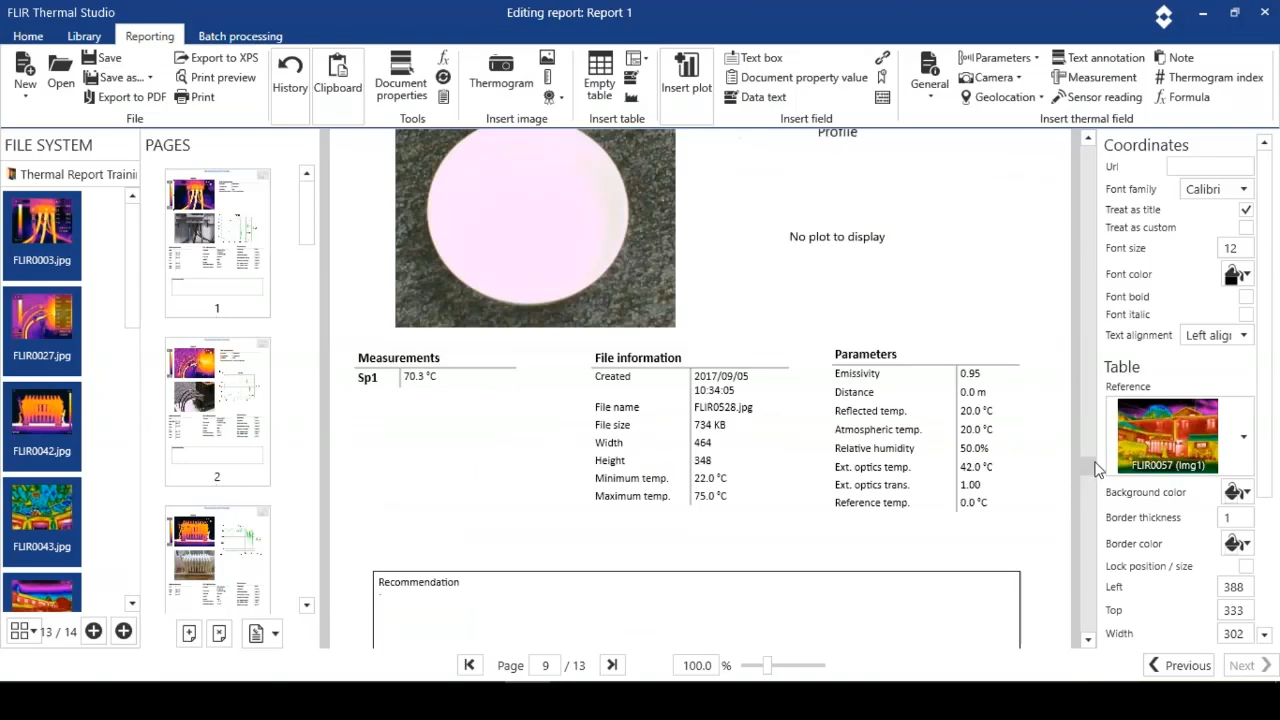 FLIR Thermal Studio
Editing report: Report 1
Home
Library
Reporting
Batch processing
New
Open
Save
Save as...
Export to PDF
Export to XPS
Print preview
Print
File
History
Clipboard
Document properties
Tools
Thermogram
Insert image
Empty table
Insert table
Insert plot
Text box
Document property value
Data text
Insert field
General
Parameters
Camera
Geolocation
Text annotation
Measurement
Sensor reading
Note
Thermogram index
Formula
Insert thermal field
FILE SYSTEM
Thermal Report Traini
FLIR0003.jpg
FLIR0027.jpg
FLIR0042.jpg
FLIR0043.jpg
13 / 14
PAGES
1
2
Profile
No plot to display
Measurements
Sp1 70.3 °C
File information
Created 2017/09/05
10:34:05
File name FLIR0528.jpg
File size 734 KB
Width 464
Height 348
Minimum temp. 22.0 °C
Maximum temp. 75.0 °C
Parameters
Emissivity 0.95
Distance 0.0 m
Reflected temp. 20.0 °C
Atmospheric temp. 20.0 °C
Relative humidity 50.0%
Ext. optics temp. 42.0 °C
Ext. optics trans. 1.00
Reference temp. 0.0 °C
Recommendation
.
Page 9 / 13
100.0 %
Coordinates
Url
Font family Calibri
Treat as title
Treat as custom
Font size 12
Font color
Font bold
Font italic
Text alignment Left alig
Table
Reference
FLIR0057 (Img1)
Background color
Border thickness 1
Border color
Lock position / size
Left 388
Top 333
Width 302
Previous
Next